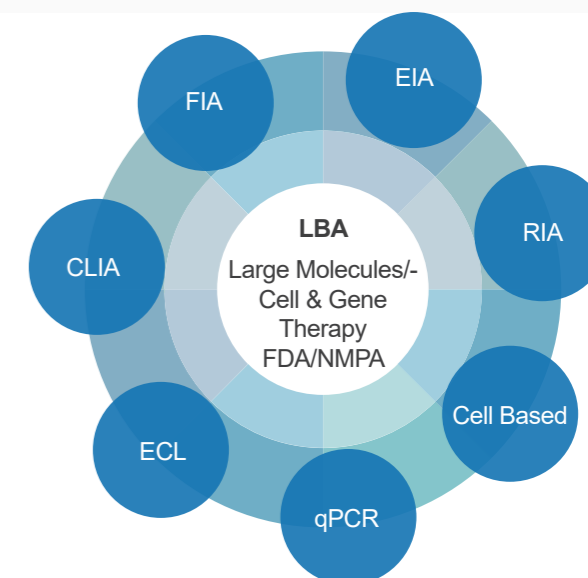 FIA
EIA
CLIA
RIA
LBA
Large Molecules/-
Cell & Gene
Therapy
FDA/NMPA
Cell Based
ECL
qPCR